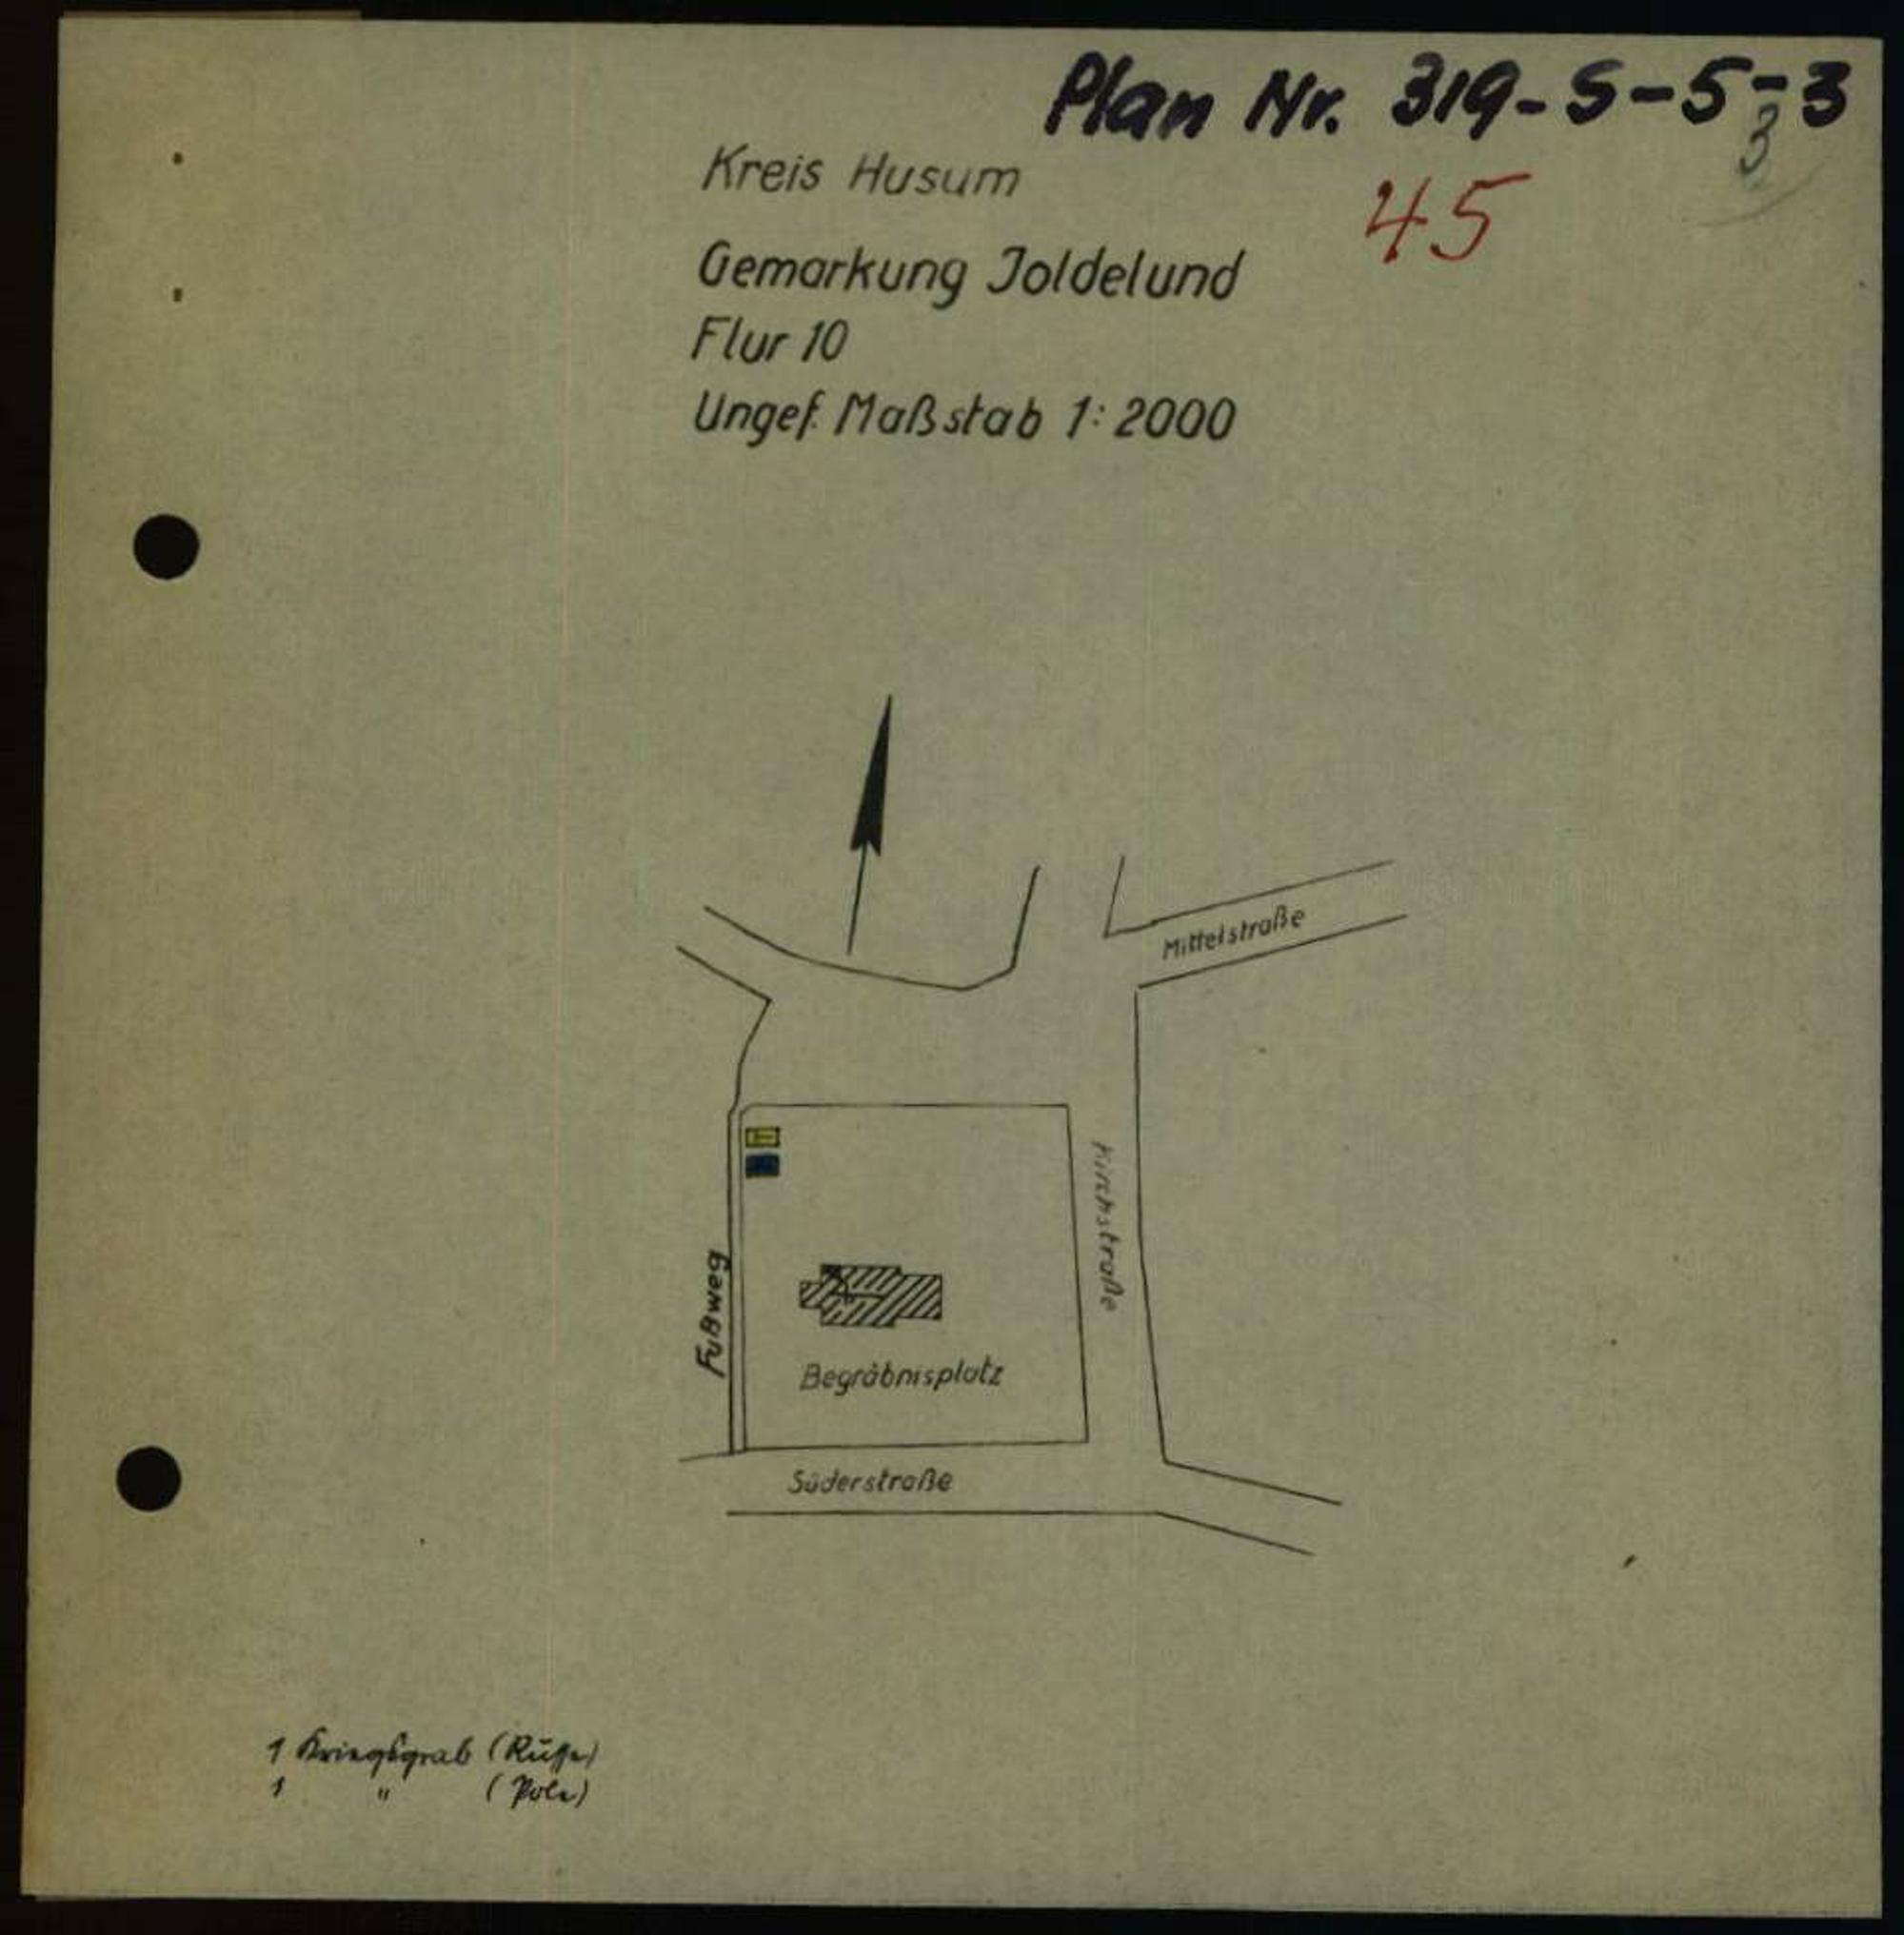 Plan Nr. 319-S-5-3
3
Kreis Husum
45
Gemarkung Joldelund
Flur 10
Ungef. Maßstab 1:2000
Mittelstraße
Kirchstraße
Fußweg
Begräbnisplatz
Süderstraße
1 Kriegsgrab (Russe)
1 " (Pole)